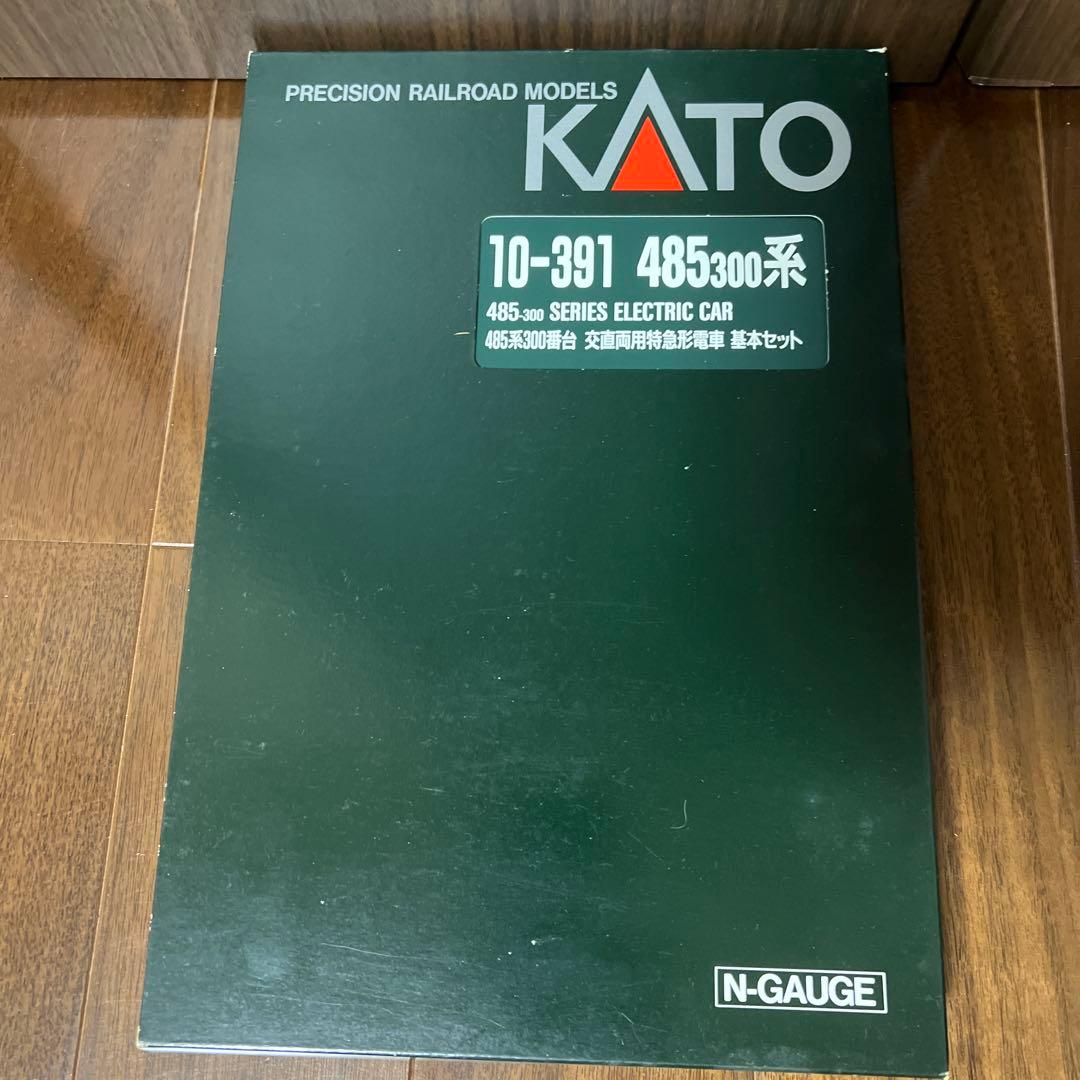 PRECISION RAILROAD MODELS
KATO
10-391 485300系
485-300 SERIES ELECTRIC CAR
485系300番台 交直両用特急形電車 基本セット
N-GAUGE